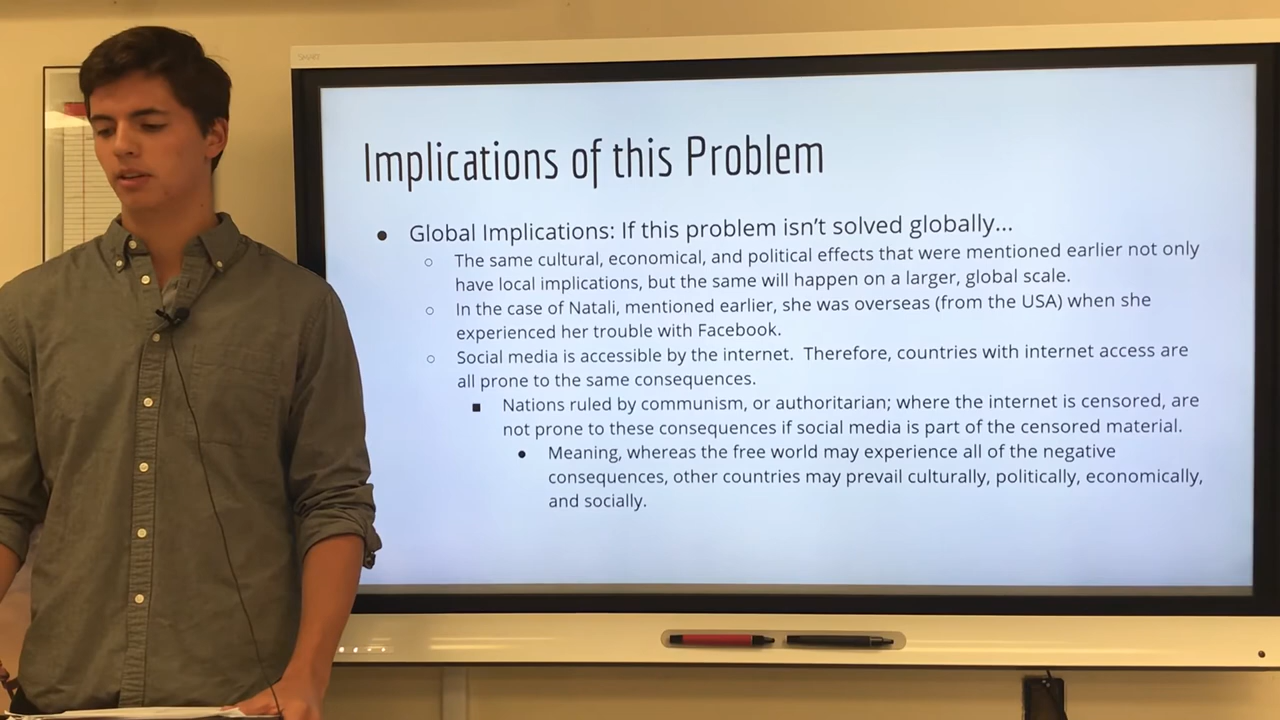 SMART
Implications of this Problem
● Global Implications: If this problem isn't solved globally...
○ The same cultural, economical, and political effects that were mentioned earlier not only
have local implications, but the same will happen on a larger, global scale.
○ In the case of Natali, mentioned earlier, she was overseas (from the USA) when she
experienced her trouble with Facebook.
○ Social media is accessible by the internet. Therefore, countries with internet access are
all prone to the same consequences.
■ Nations ruled by communism, or authoritarian; where the internet is censored, are
not prone to these consequences if social media is part of the censored material.
● Meaning, whereas the free world may experience all of the negative
consequences, other countries may prevail culturally, politically, economically,
and socially.